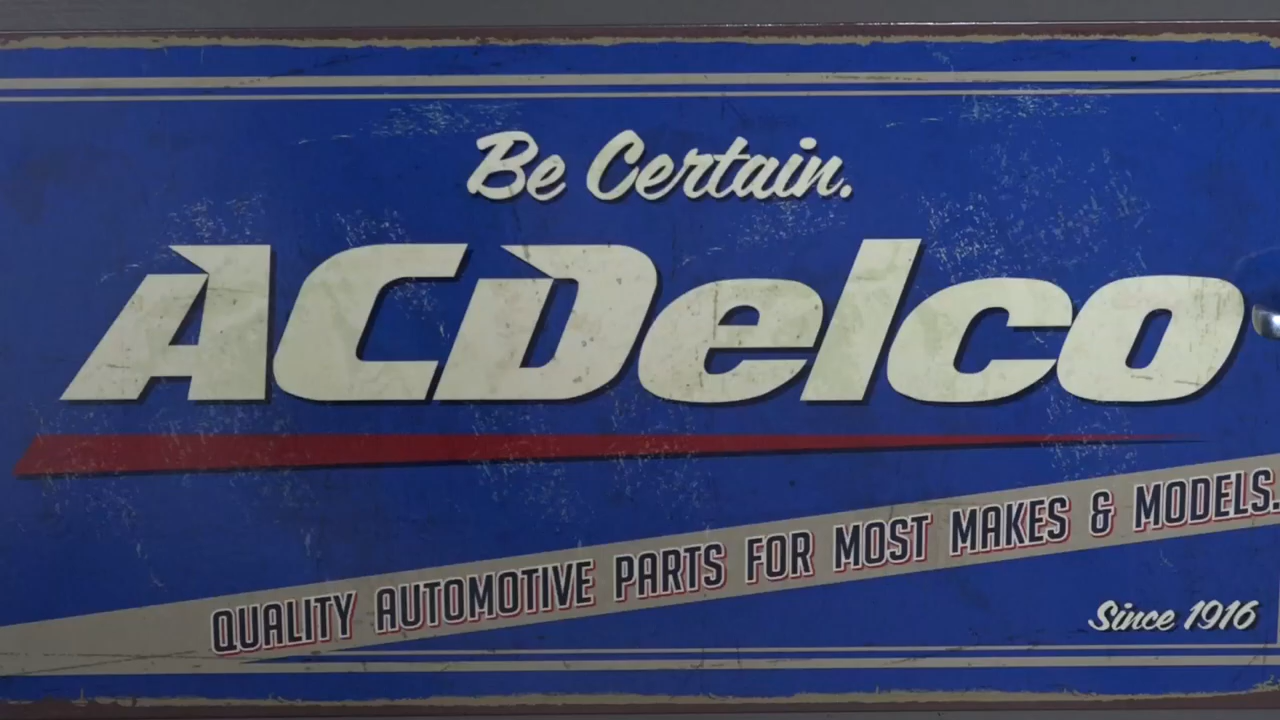 Be Certain.
ACDelco
QUALITY AUTOMOTIVE PARTS FOR MOST MAKES & MODELS.
Since 1916